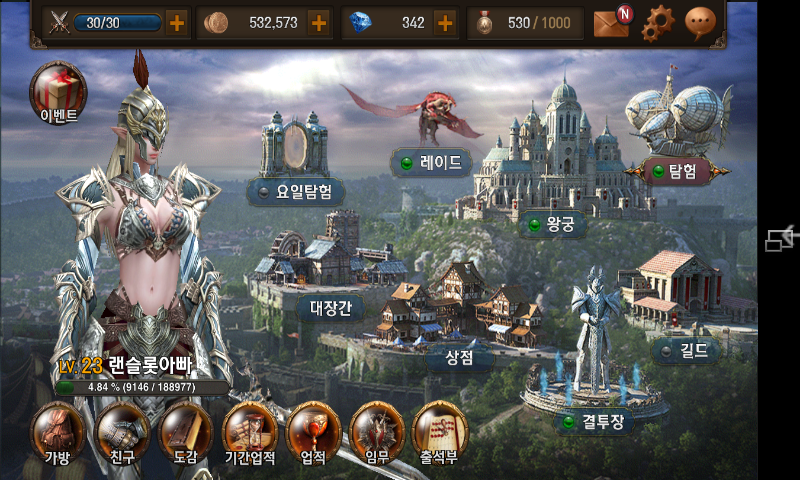 30/30
532,573
342
530 / 1000
N
이벤트
요일탐험
레이드
탐험
왕궁
대장간
상점
길드
결투장
LV.23 랜슬롯아빠
4.84 % (9146 / 188977)
가방
친구
도감
기간업적
업적
임무
출석부